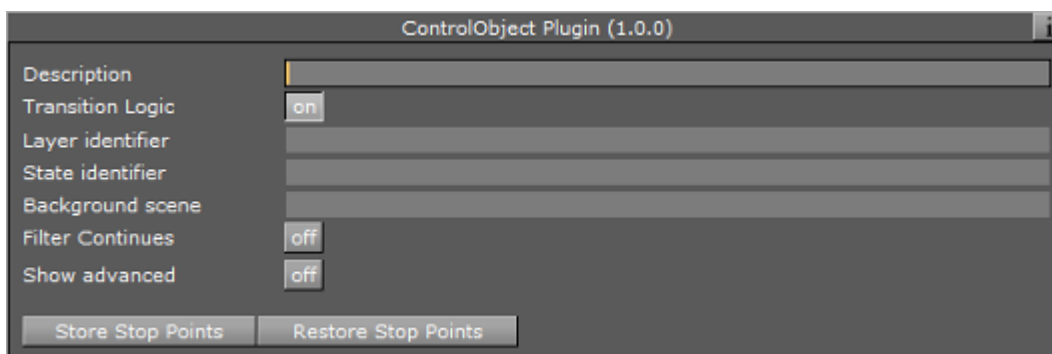 ControlObject Plugin (1.0.0)
i
Description
Transition Logic on
Layer identifier
State identifier
Background scene
Filter Continues off
Show advanced off
Store Stop Points Restore Stop Points